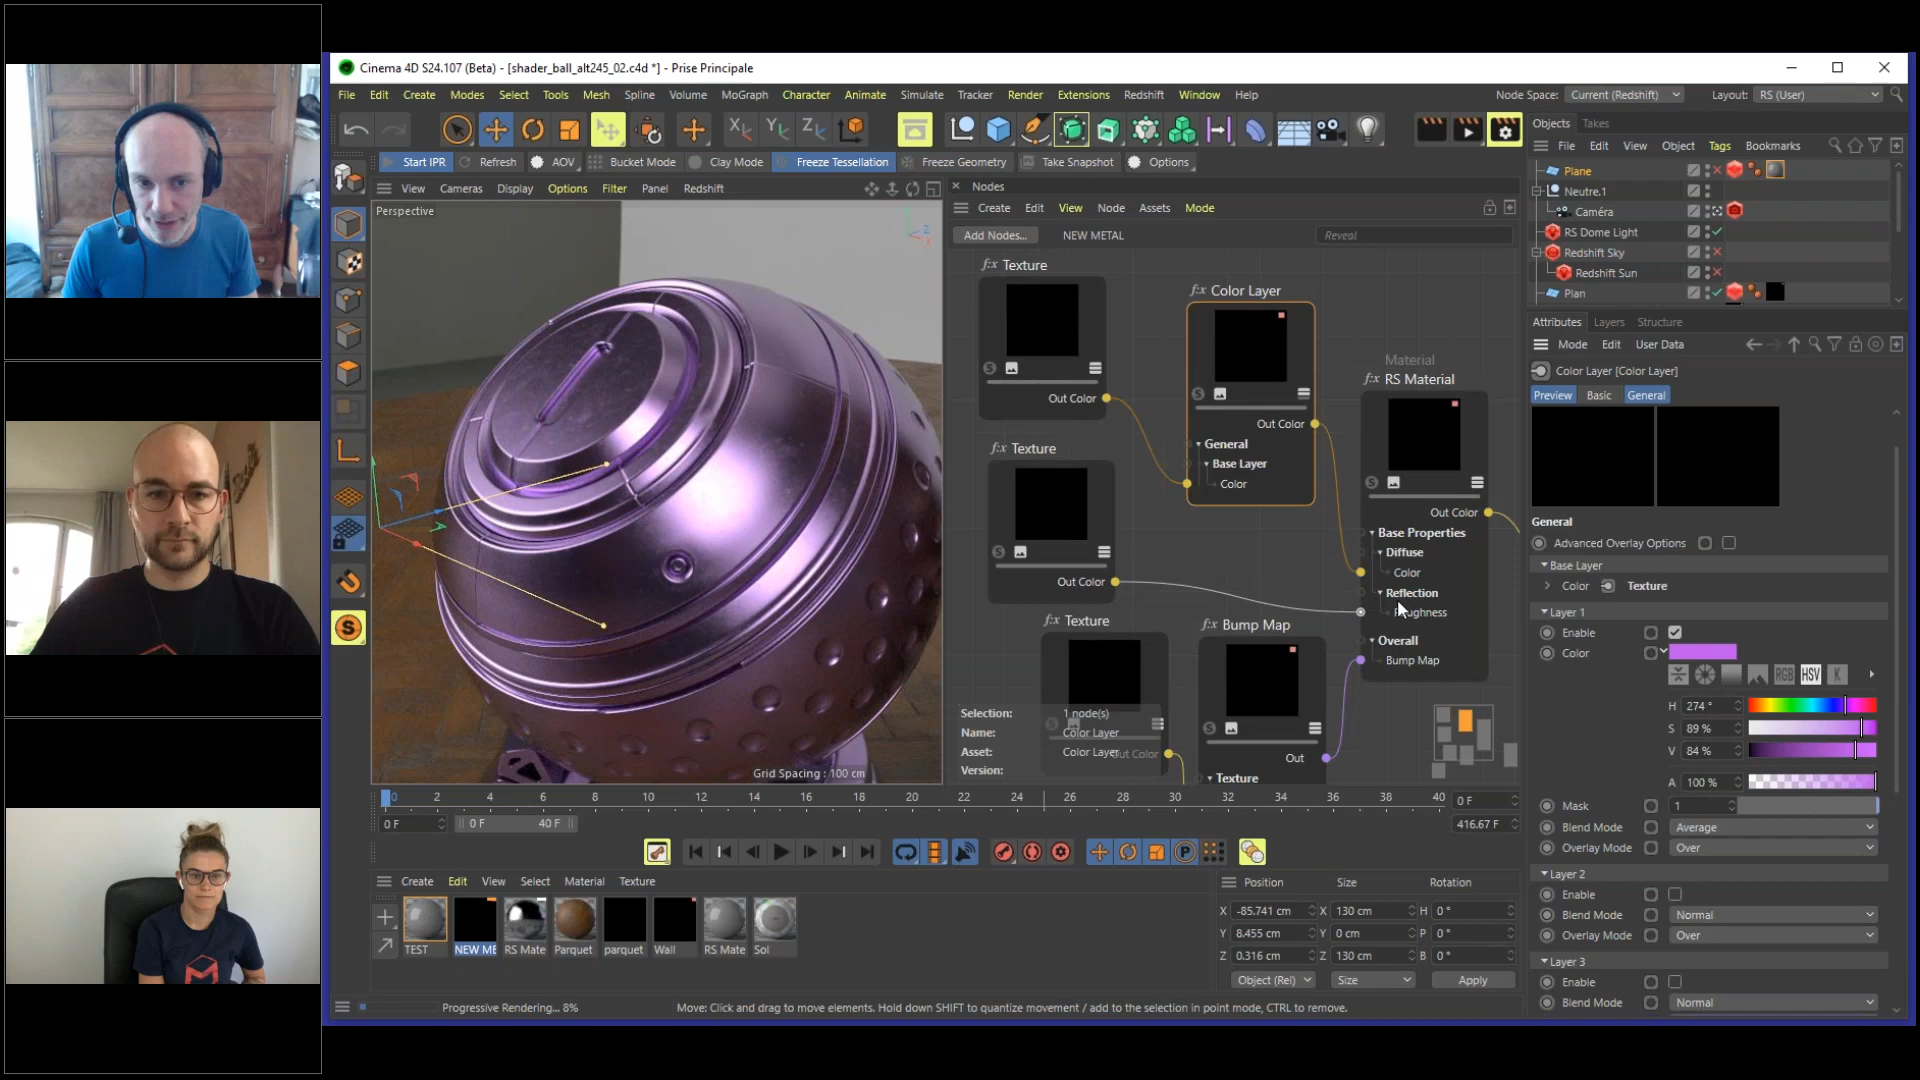 Cinema 4D S24.107 (Beta) - [shader_ball_alt245_02.c4d *] - Prise Principale
File Edit Create Modes Select Tools Mesh Spline Volume MoGraph Character Animate Simulate Tracker Render Extensions Redshift Window Help
Node Space: Current (Redshift) Layout: RS (User)
Start IPR Refresh AOV Bucket Mode Clay Mode Freeze Tessellation Freeze Geometry Take Snapshot Options
View Cameras Display Options Filter Panel Redshift
Perspective
Grid Spacing : 100 cm
Nodes
Create Edit View Node Assets Mode
Add Nodes... NEW METAL Reveal
f:x Texture
Out Color
f:x Texture
Out Color
f:x Texture
Out Color
f:x Color Layer
Out Color
General
Base Layer
Color
f:x Bump Map
Out
Texture
Material
f:x RS Material
Out Color
Base Properties
Diffuse
Color
Reflection
Roughness
Overall
Bump Map
Selection: 1 node(s)
Name: Color Layer
Asset: Color Layer
Version:
Objects Takes
File Edit View Object Tags Bookmarks
Plane
Neutre.1
Caméra
RS Dome Light
Redshift Sky
Redshift Sun
Plan
Attributes Layers Structure
Mode Edit User Data
Color Layer [Color Layer]
Preview Basic General
General
Advanced Overlay Options
Base Layer
Color Texture
Layer 1
Enable
Color
RGB HSV K
H 274 °
S 89 %
V 84 %
A 100 %
Mask 1
Blend Mode Average
Overlay Mode Over
Layer 2
Enable
Blend Mode Normal
Overlay Mode Over
Layer 3
Enable
Blend Mode Normal
0 2 4 6 8 10 12 14 16 18 20 22 24 26 28 30 32 34 36 38 40 0 F
0 F 0 F 40 F 416.67 F
Create Edit View Select Material Texture
TEST NEW ME RS Mate Parquet parquet Wall RS Mate Sol
Position Size Rotation
X -85.741 cm X 130 cm H 0 °
Y 8.455 cm Y 0 cm P 0 °
Z 0.316 cm Z 130 cm B 0 °
Object (Rel) Size Apply
Progressive Rendering... 8% Move: Click and drag to move elements. Hold down SHIFT to quantize movement / add to the selection in point mode, CTRL to remove.